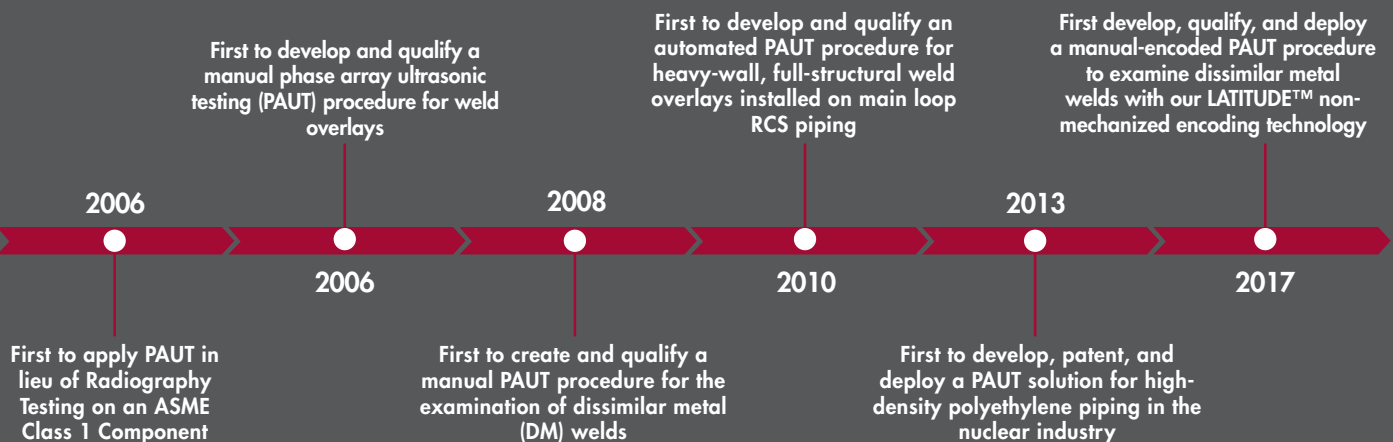 2006
First to apply PAUT in
lieu of Radiography
Testing on an ASME
Class 1 Component
First to develop and qualify a
manual phase array ultrasonic
testing (PAUT) procedure for weld
overlays
2006
2008
First to create and qualify a
manual PAUT procedure for the
examination of dissimilar metal
(DM) welds
First to develop and qualify an
automated PAUT procedure for
heavy-wall, full-structural weld
overlays installed on main loop
RCS piping
2010
2013
First to develop, patent, and
deploy a PAUT solution for high-
density polyethylene piping in the
nuclear industry
First develop, qualify, and deploy
a manual-encoded PAUT procedure
to examine dissimilar metal
welds with our LATITUDE™ non-
mechanized encoding technology
2017